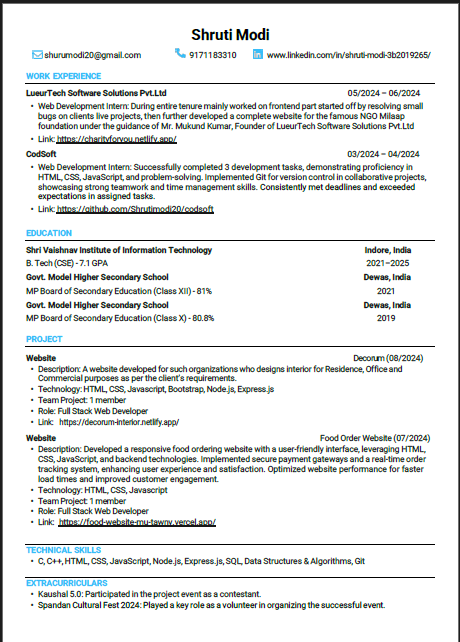 Shruti Modi
shurumodi20@gmail.com 9171183310 www.linkedin.com/in/shruti-modi-3b2019265/
WORK EXPERIENCE
LueurTech Software Solutions Pvt.Ltd 05/2024 – 06/2024
• Web Development Intern: During entire tenure mainly worked on frontend part started off by resolving small
bugs on clients live projects, then further developed a complete website for the famous NGO Milaap
foundation under the guidance of Mr. Mukund Kumar, Founder of LueurTech Software Solutions Pvt.Ltd
• Link: https://charityforyou.netlify.app/
CodSoft 03/2024 – 04/2024
• Web Development Intern: Successfully completed 3 development tasks, demonstrating proficiency in
HTML, CSS, JavaScript, and problem-solving. Implemented Git for version control in collaborative projects,
showcasing strong teamwork and time management skills. Consistently met deadlines and exceeded
expectations in assigned tasks.
• Link: https://github.com/Shrutimodi20/codsoft
EDUCATION
Shri Vaishnav Institute of Information Technology Indore, India
B. Tech (CSE) - 7.1 GPA 2021–2025
Govt. Model Higher Secondary School Dewas, India
MP Board of Secondary Education (Class XII) - 81% 2021
Govt. Model Higher Secondary School Dewas, India
MP Board of Secondary Education (Class X) - 80.8% 2019
PROJECT
Website Decorum (08/2024)
• Description: A website developed for such organizations who designs interior for Residence, Office and
Commercial purposes as per the client's requirements.
• Technology: HTML, CSS, Javascript, Bootstrap, Node.js, Express.js
• Team Project: 1 member
• Role: Full Stack Web Developer
• Link: https://decorum-interior.netlify.app/
Website Food Order Website (07/2024)
• Description: Developed a responsive food ordering website with a user-friendly interface, leveraging HTML,
CSS, JavaScript, and backend technologies. Implemented secure payment gateways and a real-time order
tracking system, enhancing user experience and satisfaction. Optimized website performance for faster
load times and improved customer engagement.
• Technology: HTML, CSS, Javascript
• Team Project: 1 member
• Role: Full Stack Web Developer
• Link: https://food-website-mu-tawny.vercel.app/
TECHNICAL SKILLS
• C, C++, HTML, CSS, JavaScript, Node.js, Express.js, SQL, Data Structures & Algorithms, Git
EXTRACURRICULARS
• Kaushal 5.0: Participated in the project event as a contestant.
• Spandan Cultural Fest 2024: Played a key role as a volunteer in organizing the successful event.